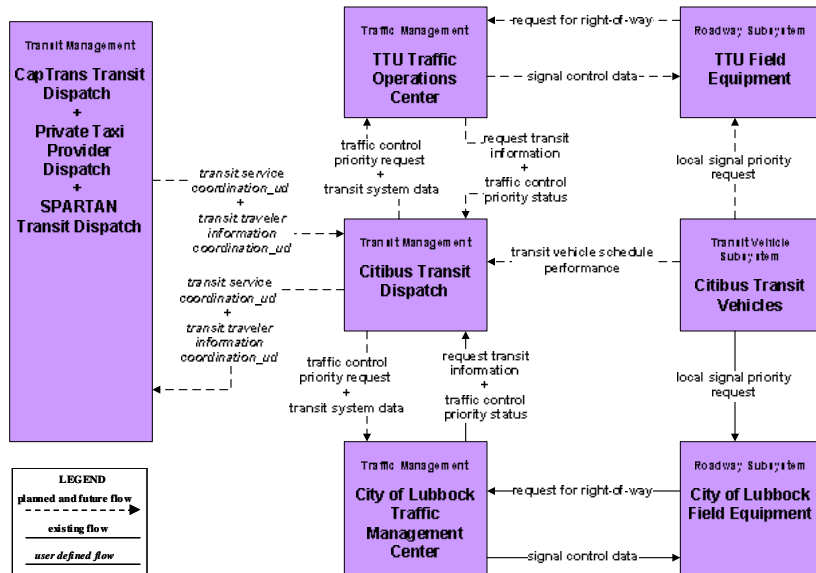 Transit Management
CapTrans Transit
Dispatch
+
Private Taxi
Provider
Dispatch
+
SPARTAN
Transit Dispatch
transit service
coordination_ud
+
transit traveler
information
coordination_ud
transit service
coordination_ud
+
transit traveler
information
coordination_ud
Traffic Management
TTU Traffic
Operations
Center
request for right-of-way
signal control data
Roadway Subsystem
TTU Field
Equipment
traffic control
priority request
+
transit system data
request transit
information
+
traffic control
priority status
local signal priority
request
Transit Management
Citibus Transit
Dispatch
transit vehicle schedule
performance
Transit Vehicle
Subsystem
Citibus Transit
Vehicles
traffic control
priority request
+
transit system data
request transit
information
+
traffic control
priority status
local signal priority
request
Traffic Management
City of Lubbock
Traffic
Management
Center
request for right-of-way
signal control data
Roadway Subsystem
City of Lubbock
Field Equipment
LEGEND
planned and future flow
existing flow
user defined flow